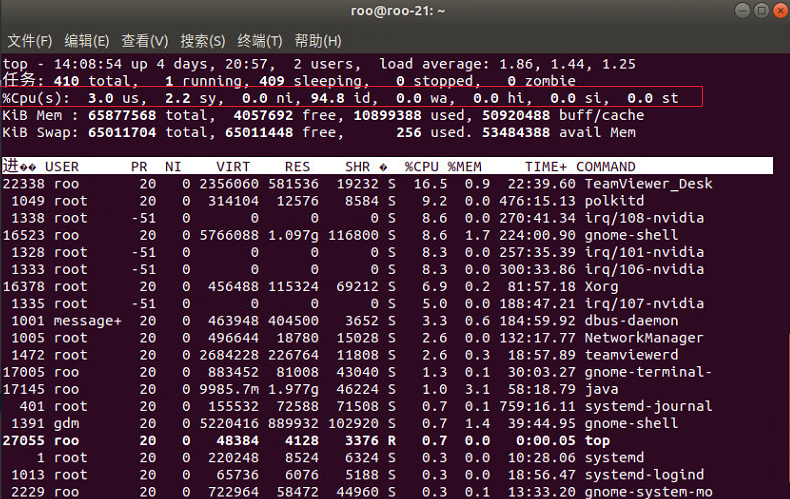 roo@roo-21: ~
文件(F) 编辑(E) 查看(V) 搜索(S) 终端(T) 帮助(H)
top - 14:08:54 up 4 days, 20:57,  2 users,  load average: 1.86, 1.44, 1.25
任务: 410 total,   1 running, 409 sleeping,   0 stopped,   0 zombie
%Cpu(s):  3.0 us,  2.2 sy,  0.0 ni, 94.8 id,  0.0 wa,  0.0 hi,  0.0 si,  0.0 st
KiB Mem : 65877568 total,  4057692 free, 10899388 used, 50920488 buff/cache
KiB Swap: 65011704 total, 65011448 free,      256 used. 53484388 avail Mem
进�� USER      PR  NI    VIRT    RES    SHR �  %CPU %MEM     TIME+ COMMAND
22338 roo       20   0 2356060 581536  19232 S  16.5  0.9  22:39.60 TeamViewer_Desk
1049 root      20   0  314104  12576   8584 S   9.2  0.0 476:15.13 polkitd
1338 root     -51   0       0      0      0 S   8.6  0.0 270:41.34 irq/108-nvidia
16523 roo       20   0 5766088 1.097g 116800 S   8.6  1.7 224:00.90 gnome-shell
1328 root     -51   0       0      0      0 S   8.3  0.0 257:35.39 irq/101-nvidia
1333 root     -51   0       0      0      0 S   8.3  0.0 300:33.86 irq/106-nvidia
16378 roo       20   0  456488 115324  69212 S   6.9  0.2  81:57.18 Xorg
1335 root     -51   0       0      0      0 S   5.0  0.0 188:47.21 irq/107-nvidia
1001 message+  20   0  463948 404500   3652 S   3.3  0.6 184:59.92 dbus-daemon
1005 root      20   0  496644  18780  15028 S   2.6  0.0 132:17.77 NetworkManager
1472 root      20   0 2684228 226764  11808 S   2.6  0.3  18:57.89 teamviewerd
17005 roo       20   0  883452  81008  43040 S   1.3  0.1  30:03.27 gnome-terminal-
17145 roo       20   0 9985.7m 1.977g  46224 S   1.0  3.1  58:18.79 java
401 root      20   0  155532  72588  71508 S   0.7  0.1 759:16.11 systemd-journal
1391 gdm       20   0 5220416 889932 102920 S   0.7  1.4  39:44.95 gnome-shell
27055 roo       20   0   48384   4128   3376 R   0.7  0.0   0:00.05 top
1 root      20   0  220248   8524   6324 S   0.3  0.0  10:28.06 systemd
1013 root      20   0   65736   6076   5188 S   0.3  0.0  18:56.47 systemd-logind
2229 roo       20   0  722964  58472  44960 S   0.3  0.1  13:33.20 gnome-system-mo